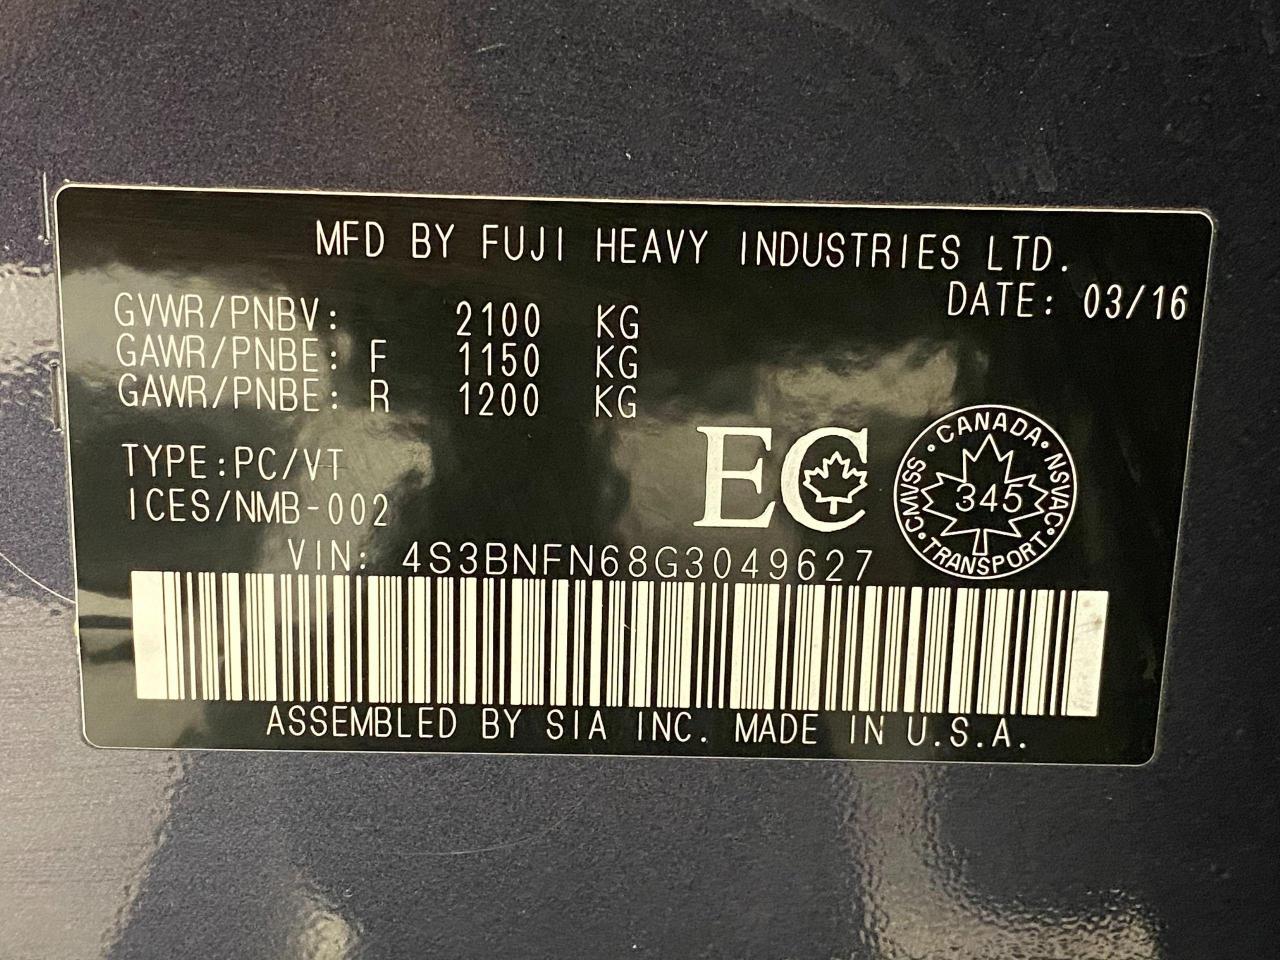 MFD BY FUJI HEAVY INDUSTRIES LTD.
DATE: 03/16
GVWR/PNBV: 2100 KG
GAWR/PNBE: F 1150 KG
GAWR/PNBE: R 1200 KG
TYPE:PC/VT
ICES/NMB-002
EC
CANADA · NSVAC · TRANSPORT · CMVSS ·
345
VIN: 4S3BNFN68G3049627
ASSEMBLED BY SIA INC. MADE IN U.S.A.